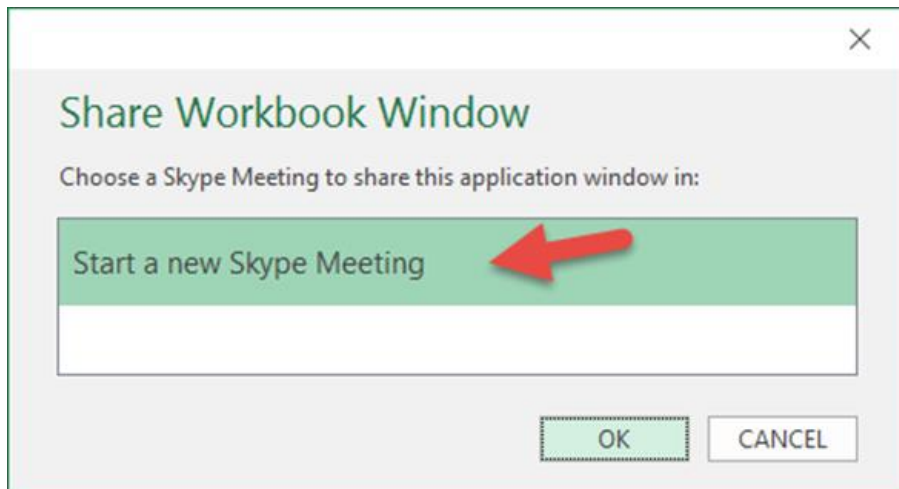 Share Workbook Window
Choose a Skype Meeting to share this application window in:
Start a new Skype Meeting
OK CANCEL